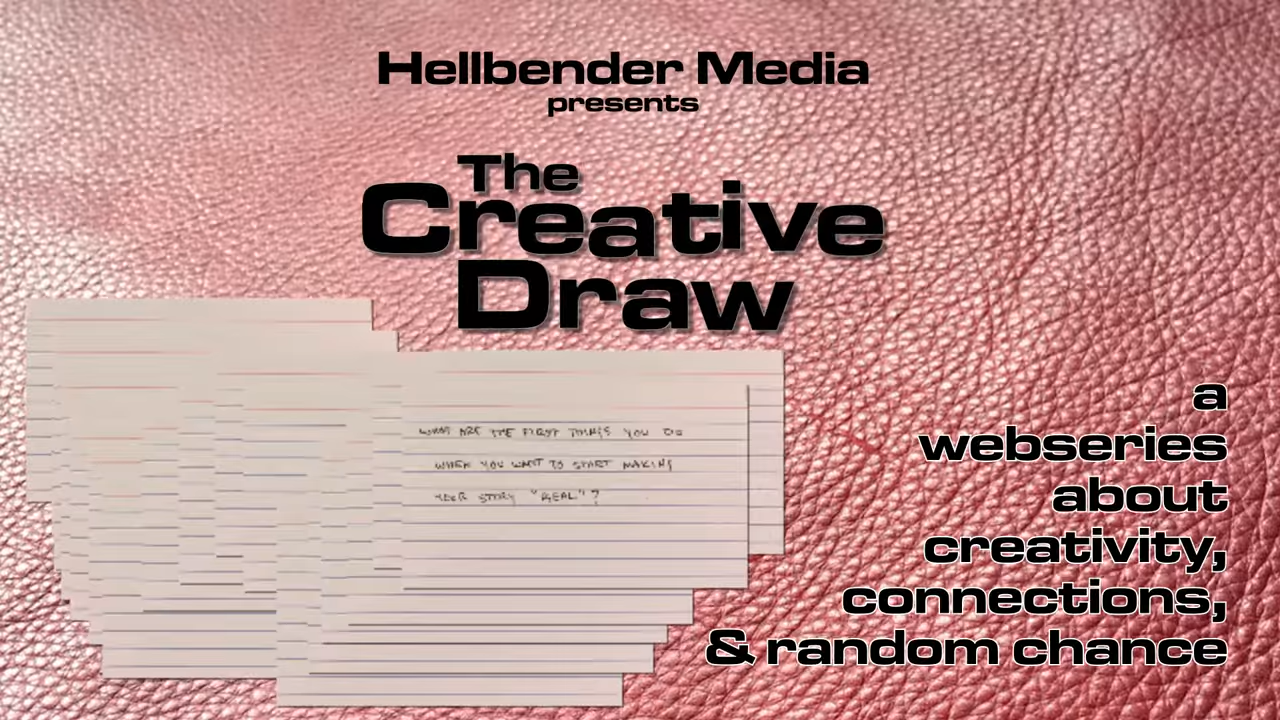 Hellbender Media
presents
The
Creative
Draw
WHAT ARE THE FIRST THINGS YOU DO
WHEN YOU WANT TO START MAKING
YOUR STORY "REAL"?
a
webseries
about
creativity,
connections,
& random chance